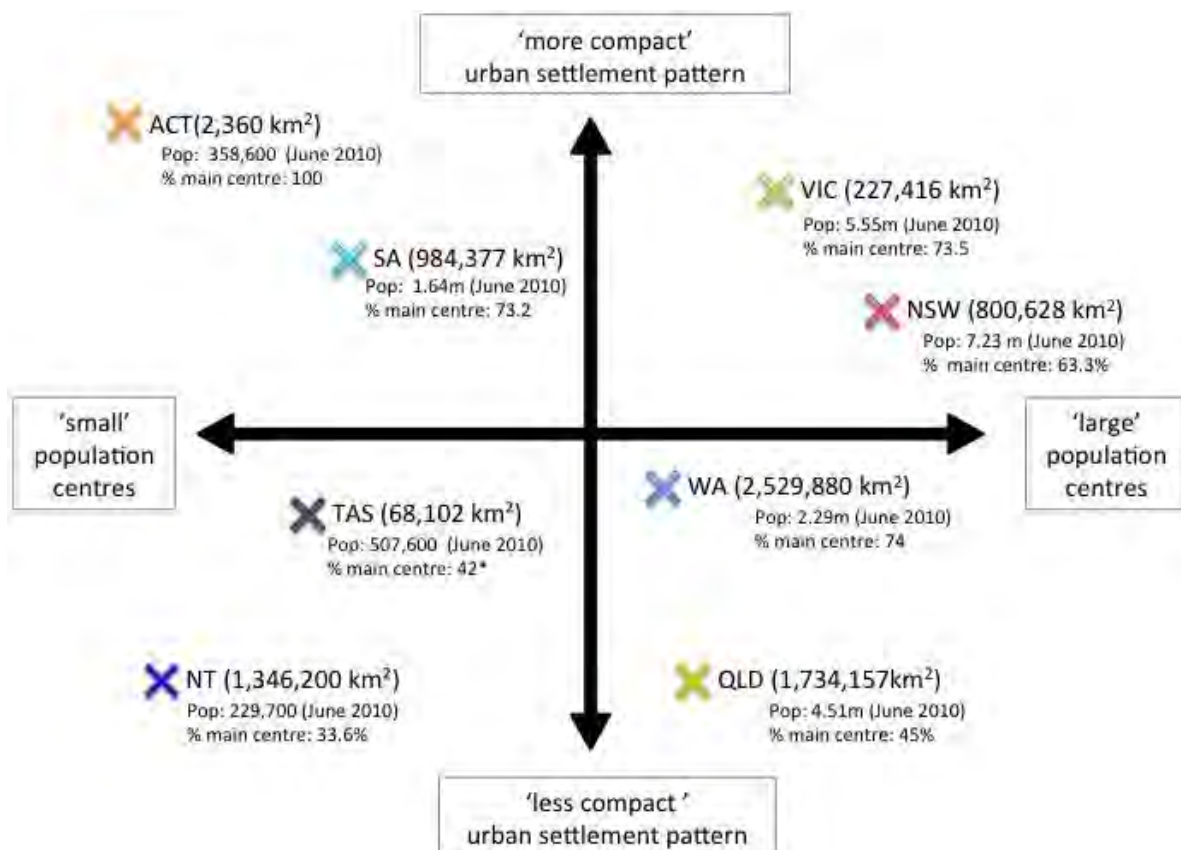 ‘more compact’
urban settlement pattern
ACT(2,360 km²)
Pop: 358,600 (June 2010)
% main centre: 100
VIC (227,416 km²)
Pop: 5.55m (June 2010)
% main centre: 73.5
SA (984,377 km²)
Pop: 1.64m (June 2010)
% main centre: 73.2
NSW (800,628 km²)
Pop: 7.23 m (June 2010)
% main centre: 63.3%
‘small’
population
centres
‘large’
population
centres
WA (2,529,880 km²)
Pop: 2.29m (June 2010)
% main centre: 74
TAS (68,102 km²)
Pop: 507,600 (June 2010)
% main centre: 42*
NT (1,346,200 km²)
Pop: 229,700 (June 2010)
% main centre: 33.6%
QLD (1,734,157km²)
Pop: 4.51m (June 2010)
% main centre: 45%
‘less compact ’
urban settlement pattern